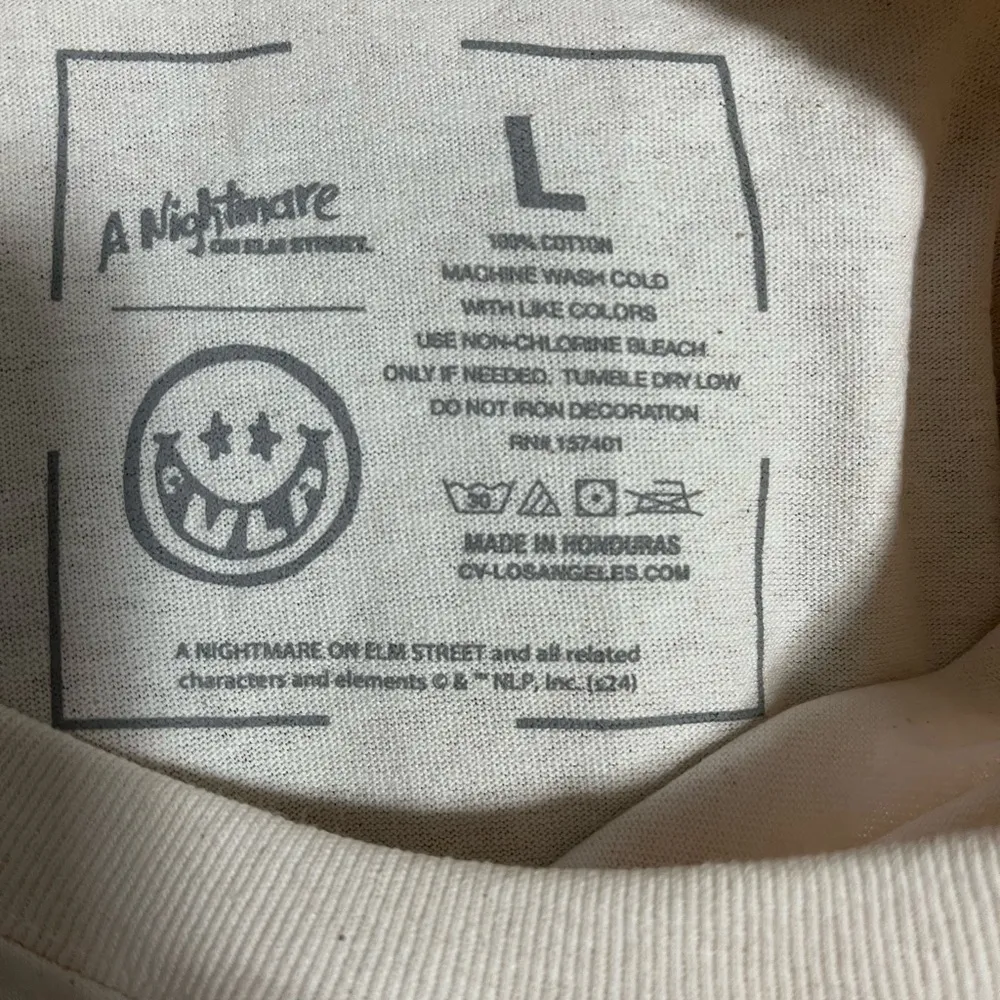 A Nightmare
ON ELM STREET.
L
100% COTTON
MACHINE WASH COLD
WITH LIKE COLORS
USE NON-CHLORINE BLEACH
ONLY IF NEEDED. TUMBLE DRY LOW
DO NOT IRON DECORATION
RN# 157401
30
MADE IN HONDURAS
CV-LOSANGELES.COM
A NIGHTMARE ON ELM STREET and all related
characters and elements © & ™ NLP, Inc. (s24)